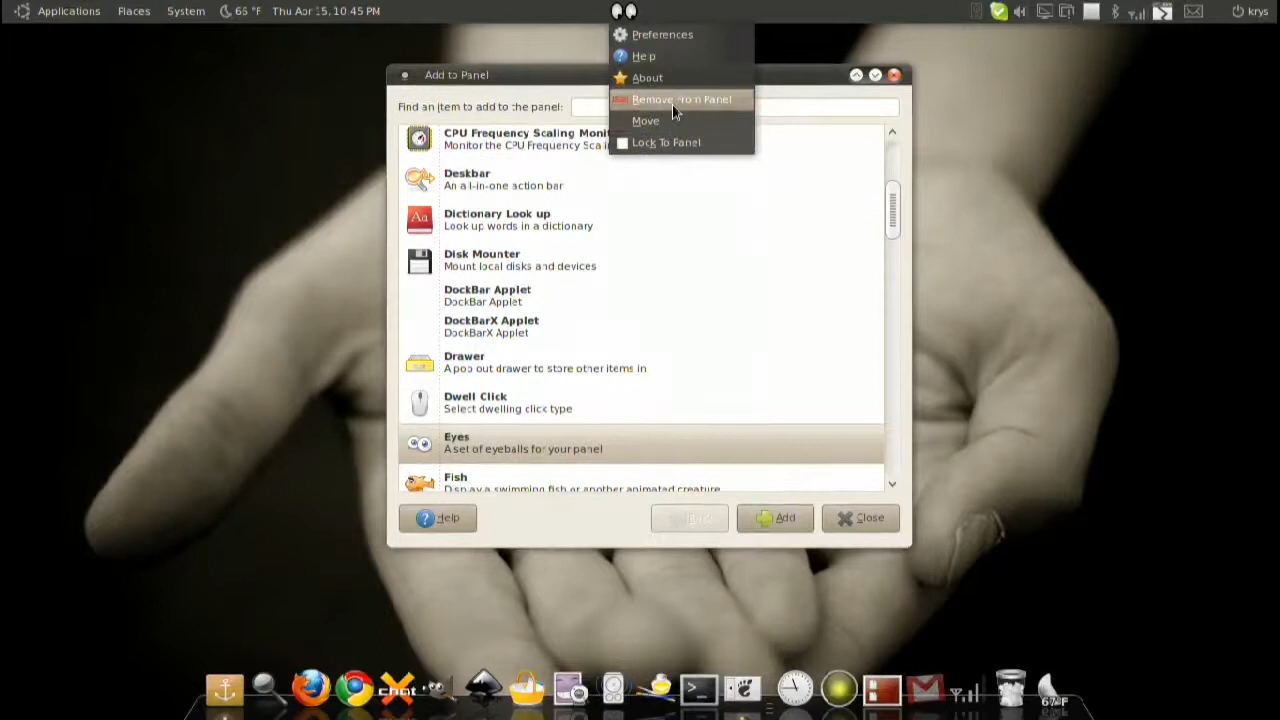 Applications Places System 66 °F Thu Apr 15, 10:45 PM krys
Preferences
Help
About
Remove From Panel
Move
Lock To Panel
Add to Panel
Find an item to add to the panel:
CPU Frequency Scaling Monit
Monitor the CPU Frequency Scalin
Deskbar
An all-in-one action bar
Dictionary Look up
Look up words in a dictionary
Disk Mounter
Mount local disks and devices
DockBar Applet
DockBar Applet
DockBarX Applet
DockBarX Applet
Drawer
A pop out drawer to store other items in
Dwell Click
Select dwelling click type
Eyes
A set of eyeballs for your panel
Fish
Display a swimming fish or another animated creature
Help Add Close
chat
67°F